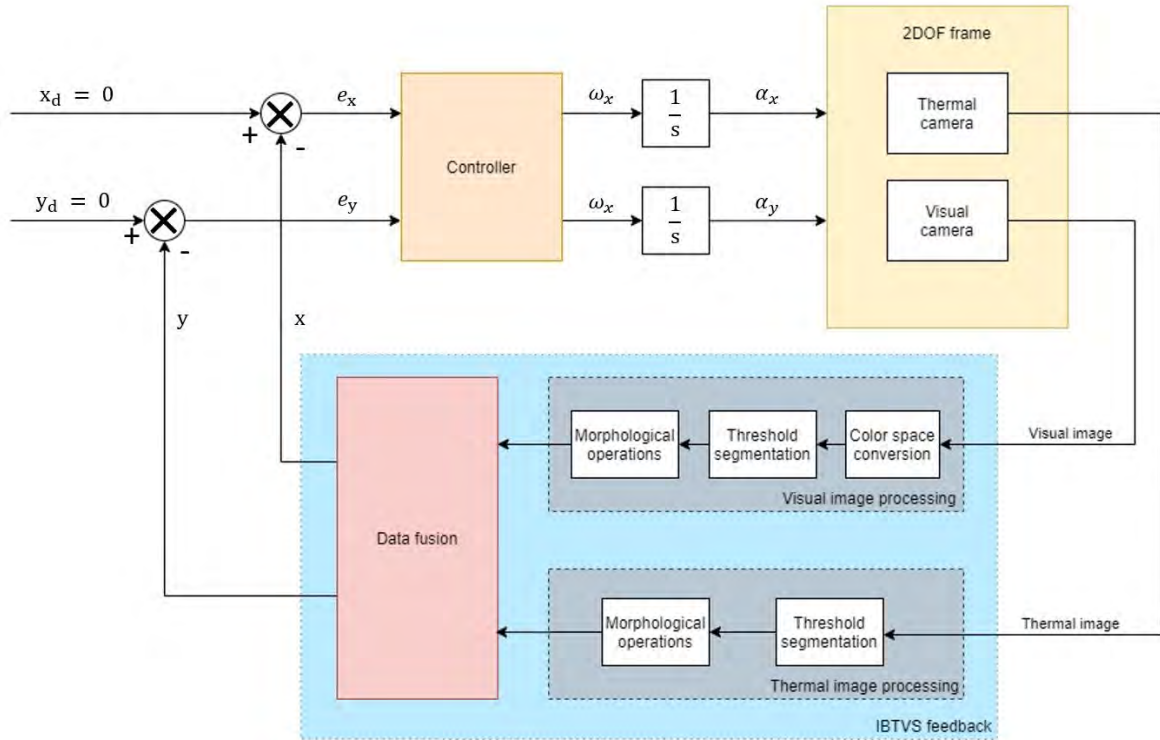 2DOF frame
x_d = 0
+
-
e_x
ω_x
1/s
α_x
Thermal camera
Controller
y_d = 0
+
-
e_y
ω_x
1/s
α_y
Visual camera
y
x
Morphological operations
Threshold segmentation
Color space conversion
Visual image
Visual image processing
Data fusion
Morphological operations
Threshold segmentation
Thermal image
Thermal image processing
IBTVS feedback